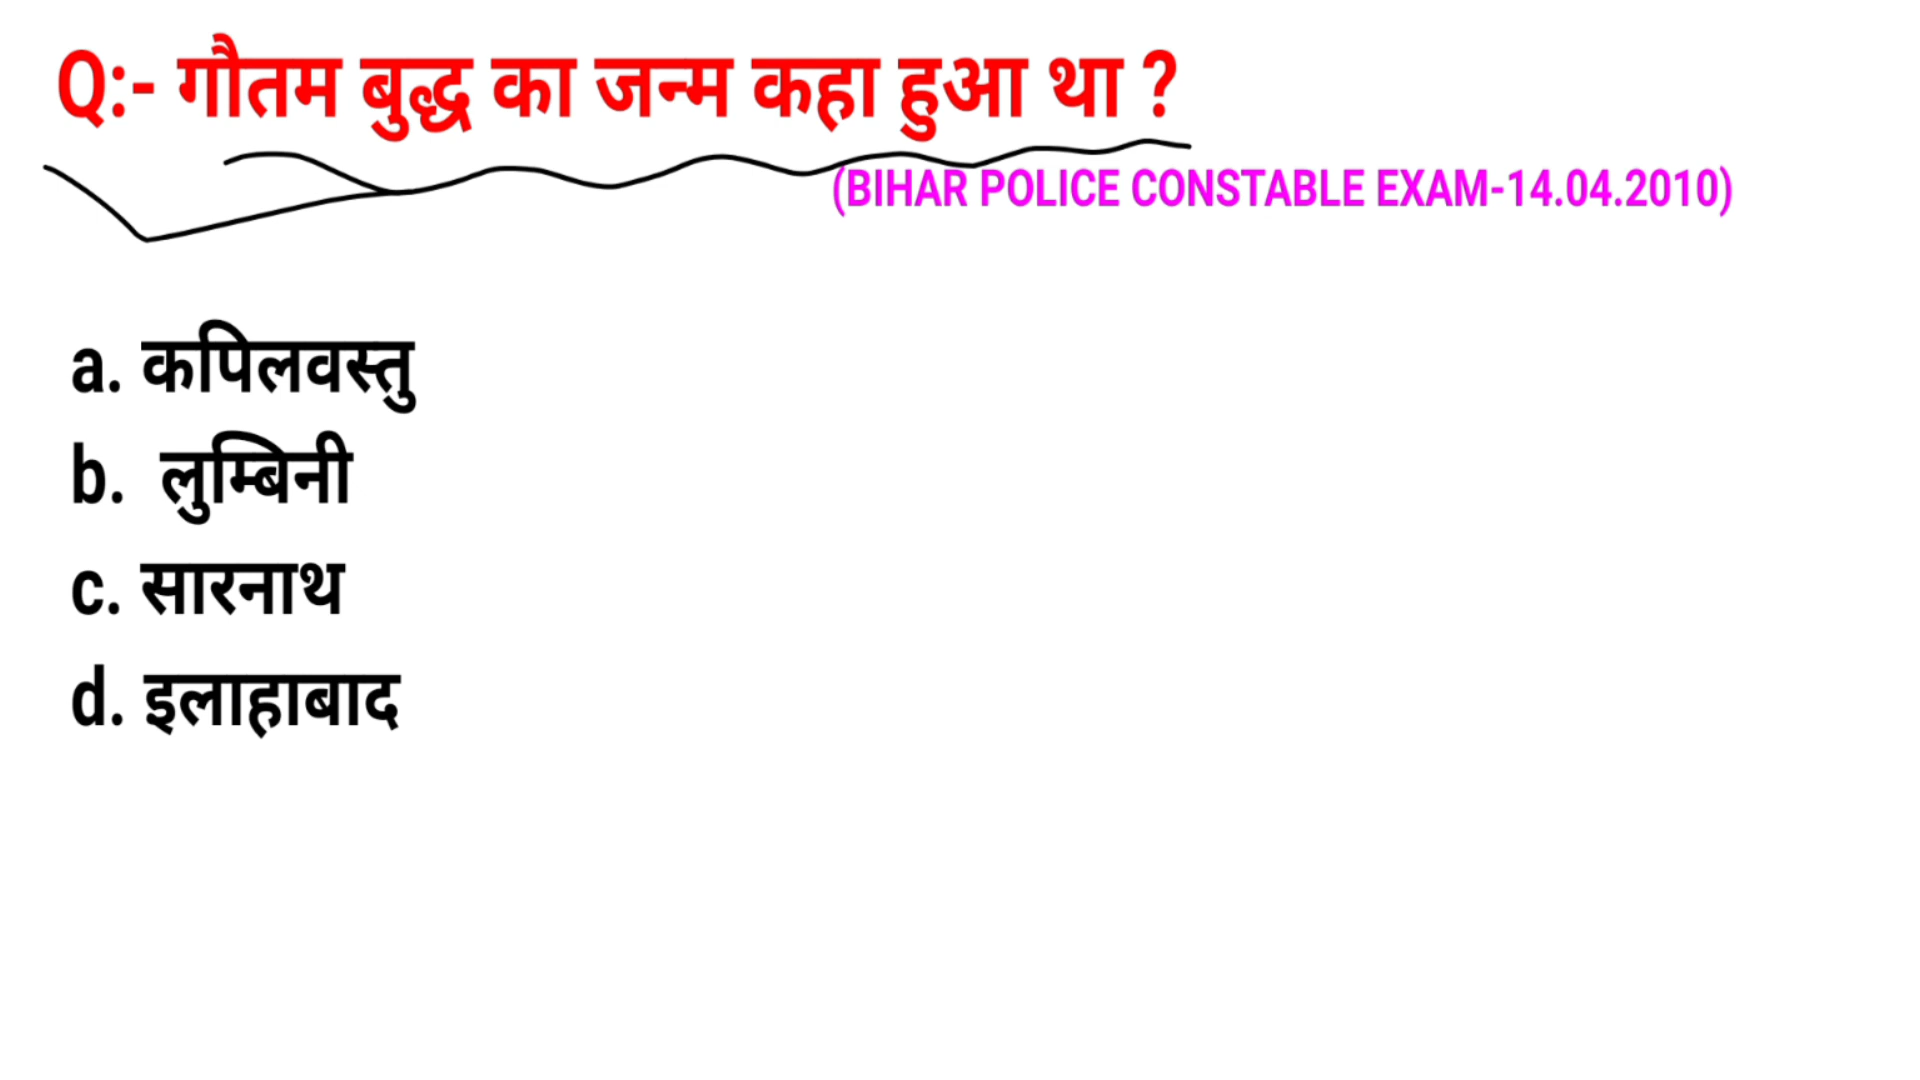 Q:- गौतम बुद्ध का जन्म कहा हुआ था ?
(BIHAR POLICE CONSTABLE EXAM-14.04.2010)
a. कपिलवस्तु
b. लुम्बिनी
c. सारनाथ
d. इलाहाबाद